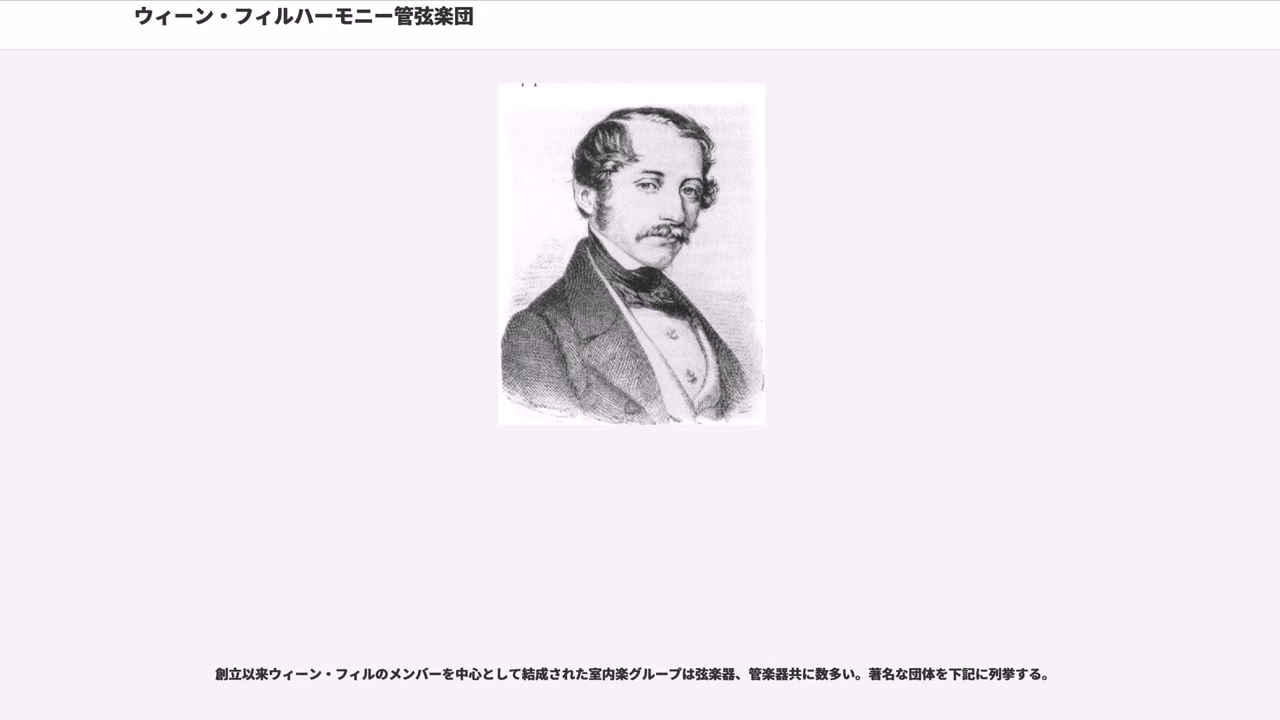 ウィーン・フィルハーモニー管弦楽団
創立以来ウィーン・フィルのメンバーを中心として結成された室内楽グループは弦楽器、管楽器共に数多い。著名な団体を下記に列挙する。